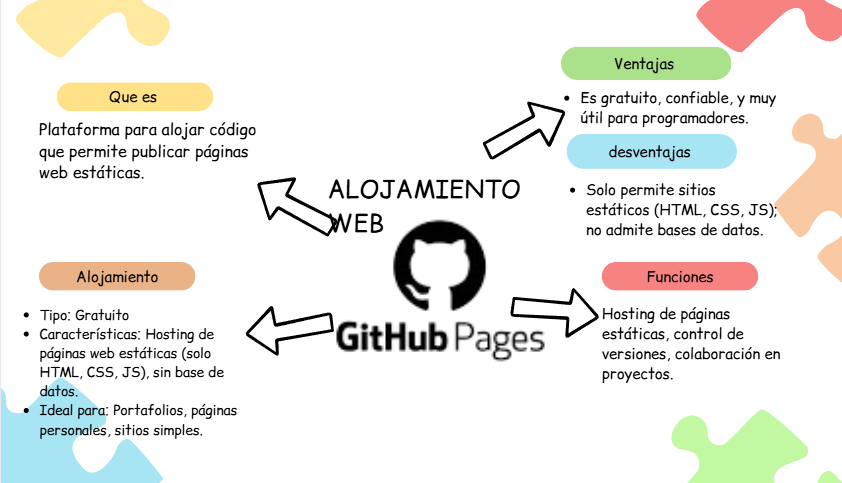 Que es
Plataforma para alojar código
que permite publicar páginas
web estáticas.
Ventajas
• Es gratuito, confiable, y muy
útil para programadores.
desventajas
• Solo permite sitios
estáticos (HTML, CSS, JS);
no admite bases de datos.
ALOJAMIENTO
WEB
GitHub Pages
Alojamiento
• Tipo: Gratuito
• Características: Hosting de
páginas web estáticas (solo
HTML, CSS, JS), sin base de
datos.
• Ideal para: Portafolios, páginas
personales, sitios simples.
Funciones
Hosting de páginas
estáticas, control de
versiones, colaboración en
proyectos.